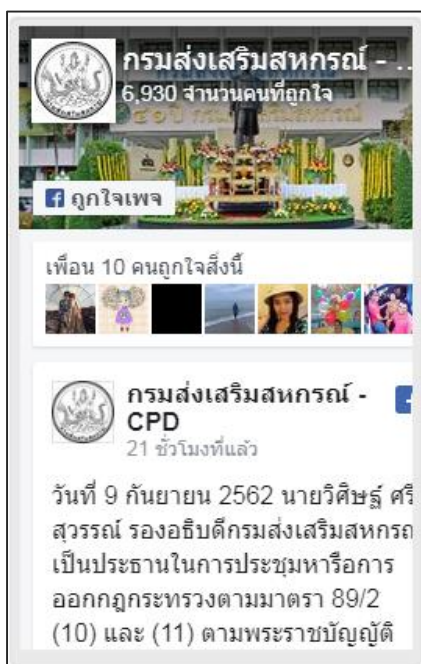 กรมส่งเสริมสหกรณ์ - ...
6,930 จำนวนคนที่ถูกใจ
ถูกใจเพจ
เพื่อน 10 คนถูกใจสิ่งนี้
กรมส่งเสริมสหกรณ์ -
CPD
21 ชั่วโมงที่แล้ว
วันที่ 9 กันยายน 2562 นายวิศิษฐ์ ศรี
สุวรรณ์ รองอธิบดีกรมส่งเสริมสหกรณ
เป็นประธานในการประชุมหารือการ
ออกกฎกระทรวงตามมาตรา 89/2
(10) และ (11) ตามพระราชบัญญัติ